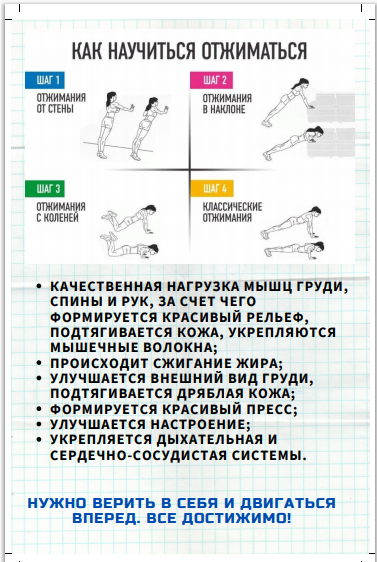 КАК НАУЧИТЬСЯ ОТЖИМАТЬСЯ
ШАГ 1
ОТЖИМАНИЯ
ОТ СТЕНЫ
ШАГ 2
ОТЖИМАНИЯ
В НАКЛОНЕ
ШАГ 3
ОТЖИМАНИЯ
С КОЛЕНЕЙ
ШАГ 4
КЛАССИЧЕСКИЕ
ОТЖИМАНИЯ
• КАЧЕСТВЕННАЯ НАГРУЗКА МЫШЦ ГРУДИ,
СПИНЫ И РУК, ЗА СЧЕТ ЧЕГО
ФОРМИРУЕТСЯ КРАСИВЫЙ РЕЛЬЕФ,
ПОДТЯГИВАЕТСЯ КОЖА, УКРЕПЛЯЮТСЯ
МЫШЕЧНЫЕ ВОЛОКНА;
• ПРОИСХОДИТ СЖИГАНИЕ ЖИРА;
• УЛУЧШАЕТСЯ ВНЕШНИЙ ВИД ГРУДИ,
ПОДТЯГИВАЕТСЯ ДРЯБЛАЯ КОЖА;
• ФОРМИРУЕТСЯ КРАСИВЫЙ ПРЕСС;
• УЛУЧШАЕТСЯ НАСТРОЕНИЕ;
• УКРЕПЛЯЕТСЯ ДЫХАТЕЛЬНАЯ И
СЕРДЕЧНО-СОСУДИСТАЯ СИСТЕМЫ.
НУЖНО ВЕРИТЬ В СЕБЯ И ДВИГАТЬСЯ
ВПЕРЕД. ВСЕ ДОСТИЖИМО!